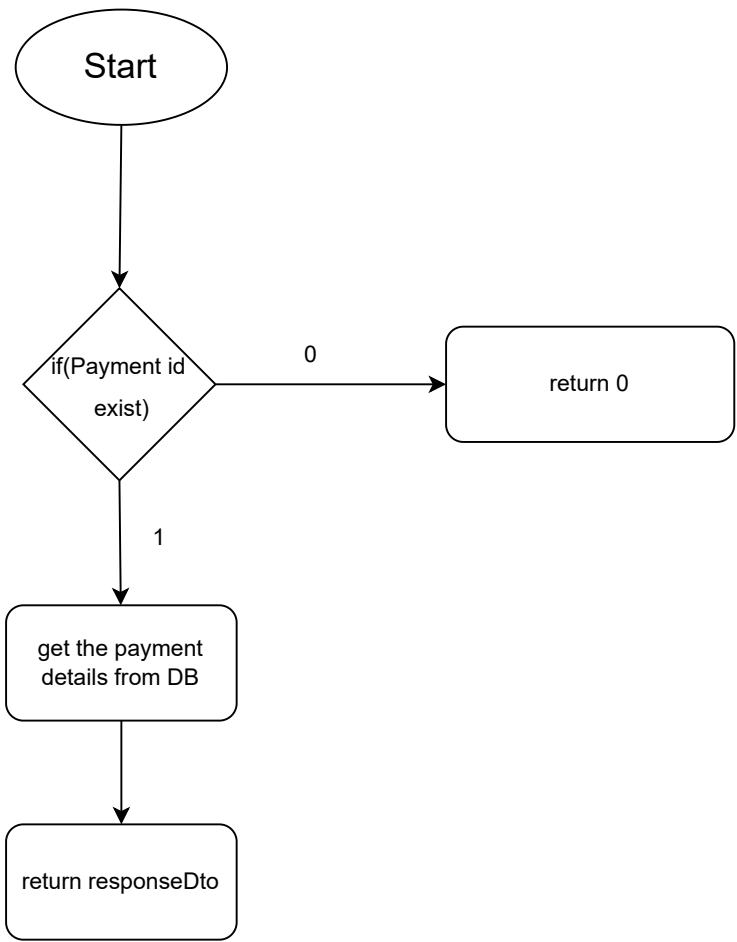 Start
if(Payment id
exist)
0
return 0
1
get the payment
details from DB
return responseDto